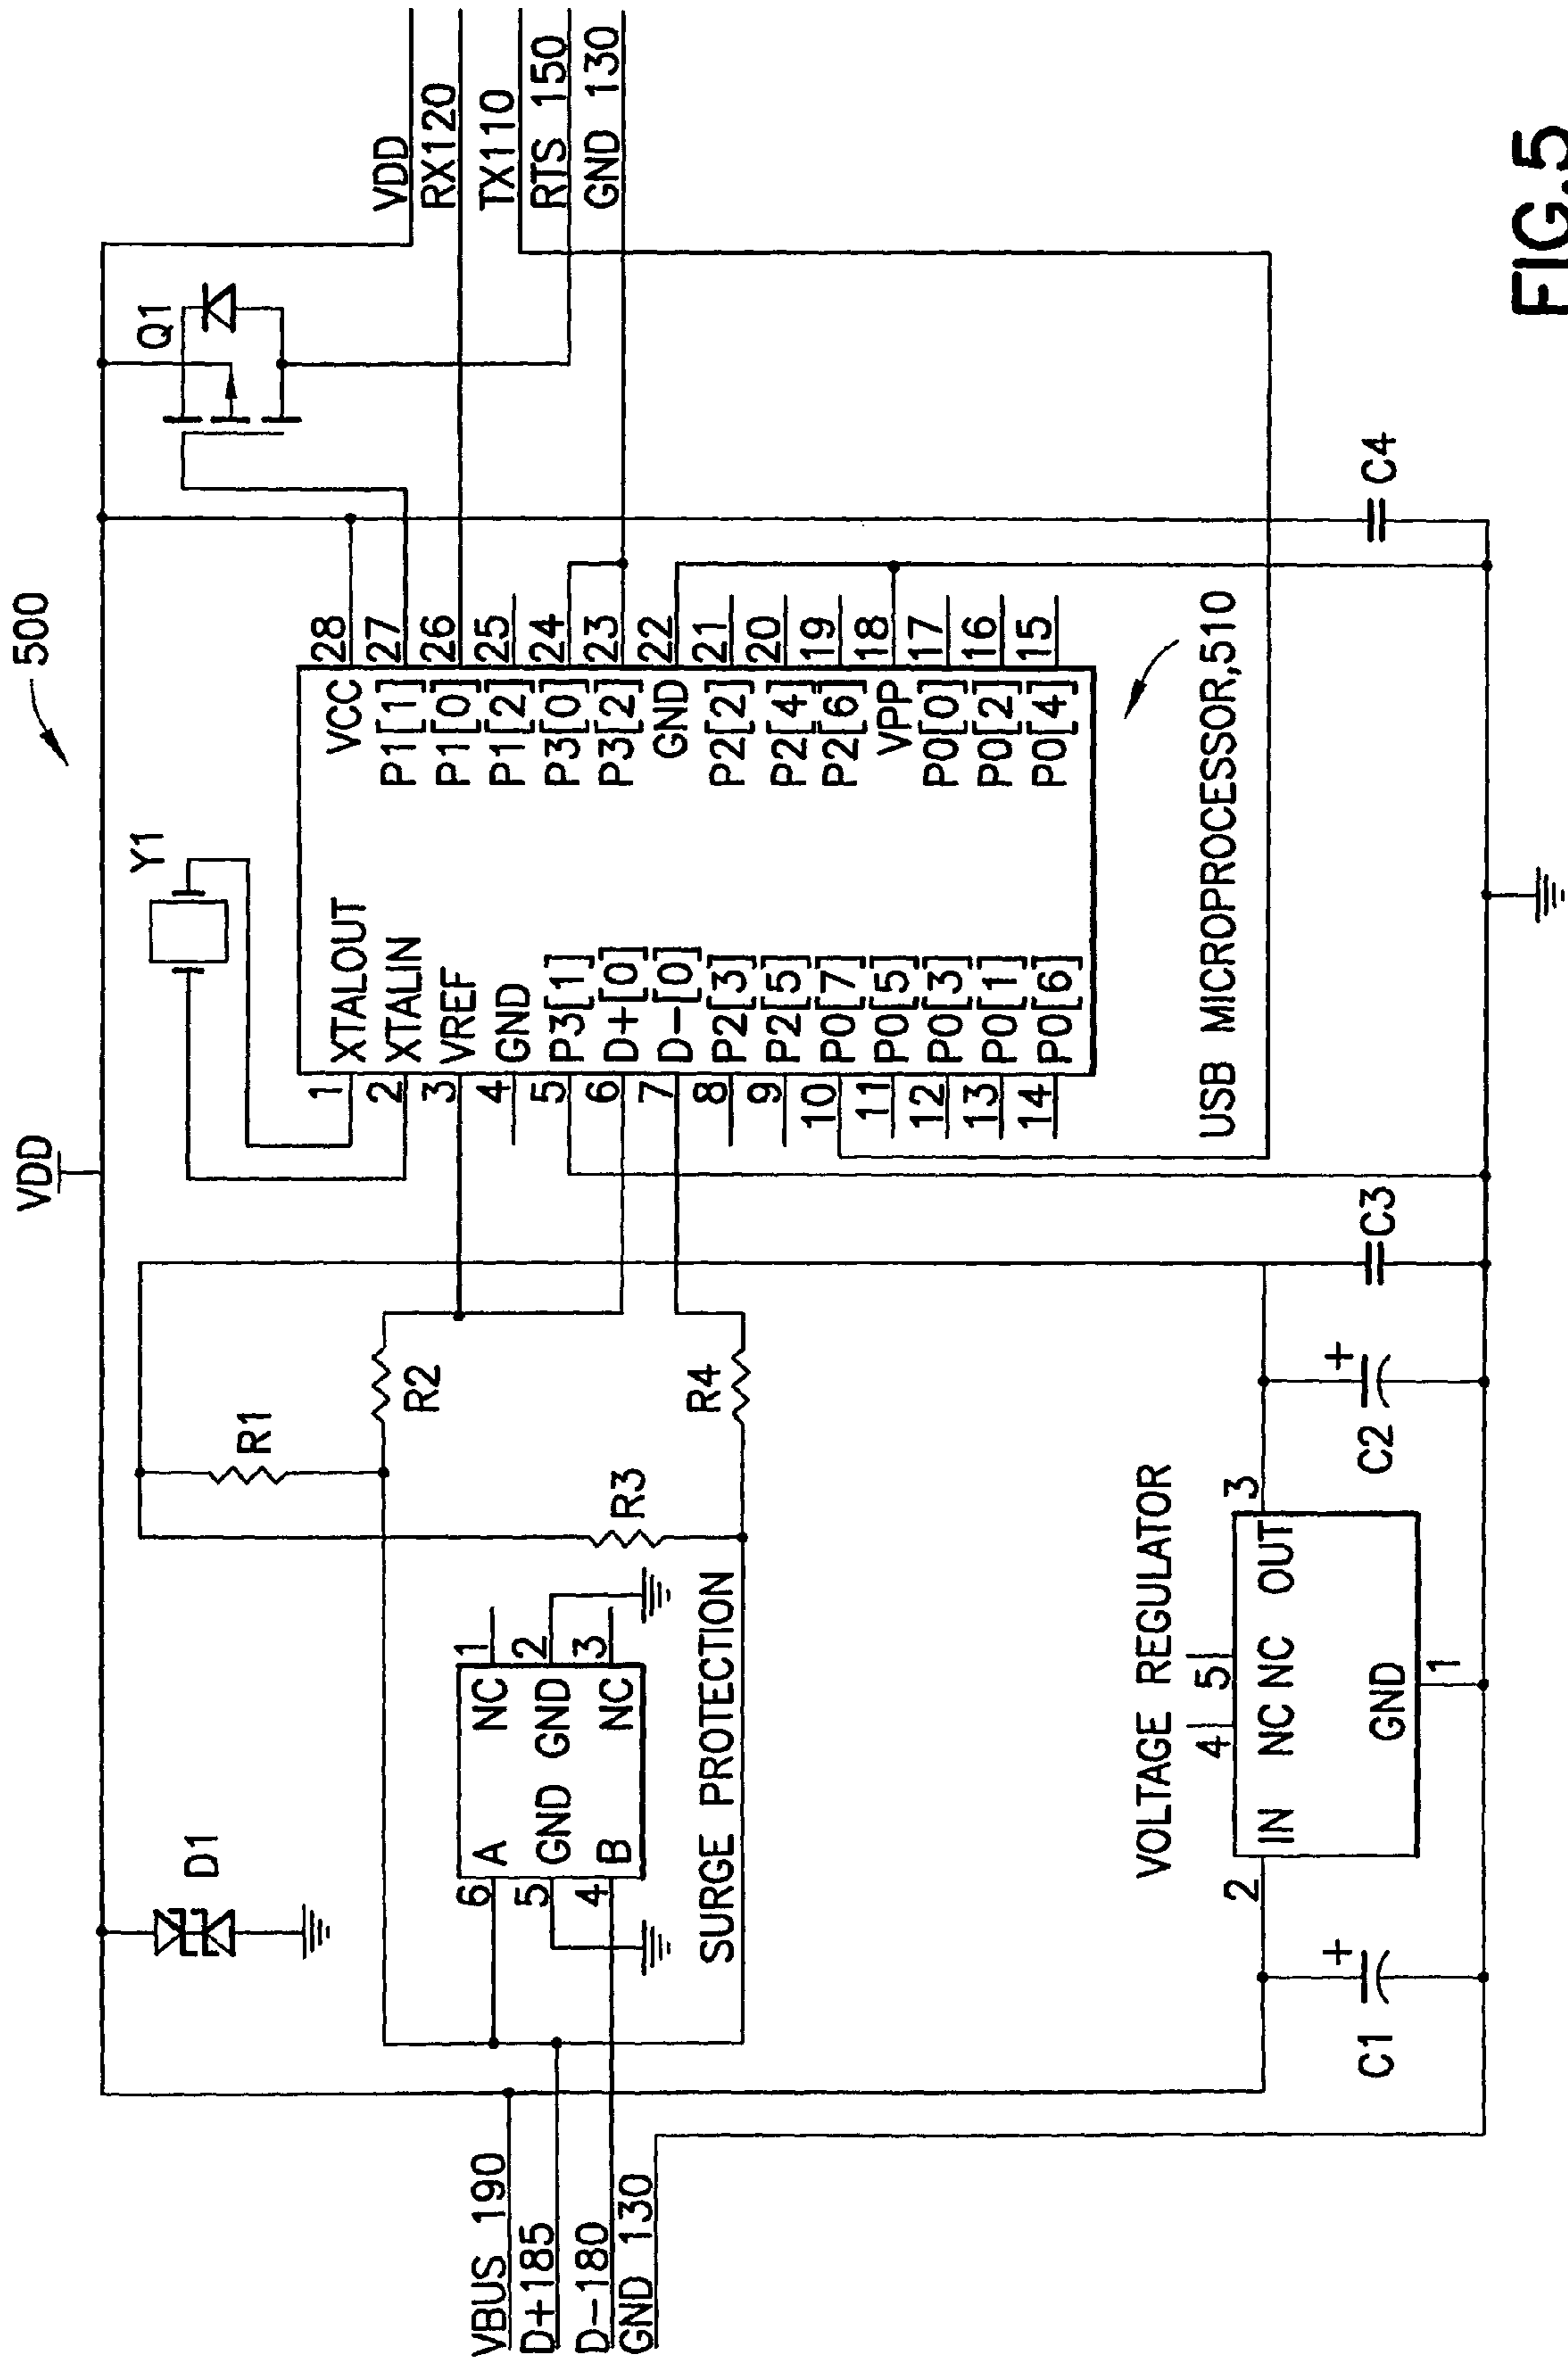 500
VDD
VDD
RX120
TX110
RTS 150
GND 130
Q1
Y1
D1
R1
R2
R3
R4
VBUS 190
D+185
D-180
GND 130
6 A NC 1
5 GND GND 2
4 B NC 3
SURGE PROTECTION
1 XTALOUT VCC 28
2 XTALIN P1[1] 27
3 VREF P1[0] 26
4 GND P1[2] 25
5 P3[1] P3[0] 24
6 D+[0] P3[2] 23
7 D-[0] GND 22
8 P2[3] P2[2] 21
9 P2[5] P2[4] 20
10 P0[7] P2[6] 19
11 P0[5] VPP 18
12 P0[3] P0[0] 17
13 P0[1] P0[2] 16
14 P0[6] P0[4] 15
USB MICROPROCESSOR,510
VOLTAGE REGULATOR
4 5
2 IN NC NC OUT 3
GND
1
+ C1
+ C2
C3
C4
FIG.5